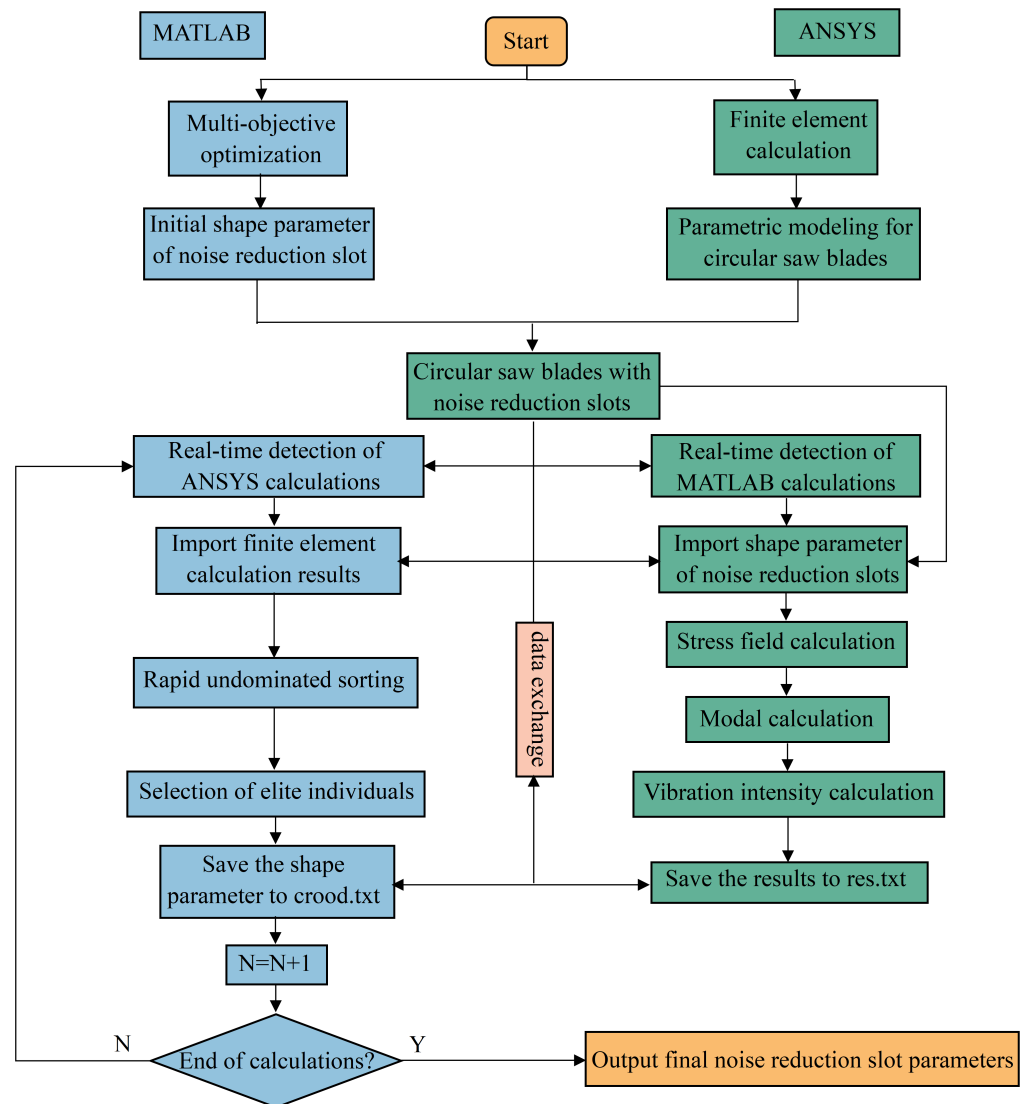 MATLAB
Start
ANSYS
Multi-objective
optimization
Finite element
calculation
Initial shape parameter
of noise reduction slot
Parametric modeling for
circular saw blades
Circular saw blades with
noise reduction slots
Real-time detection of
ANSYS calculations
Real-time detection of
MATLAB calculations
Import finite element
calculation results
Import shape parameter
of noise reduction slots
data exchange
Stress field calculation
Rapid undominated sorting
Modal calculation
Selection of elite individuals
Vibration intensity calculation
Save the shape
parameter to crood.txt
Save the results to res.txt
N=N+1
N
End of calculations?
Y
Output final noise reduction slot parameters